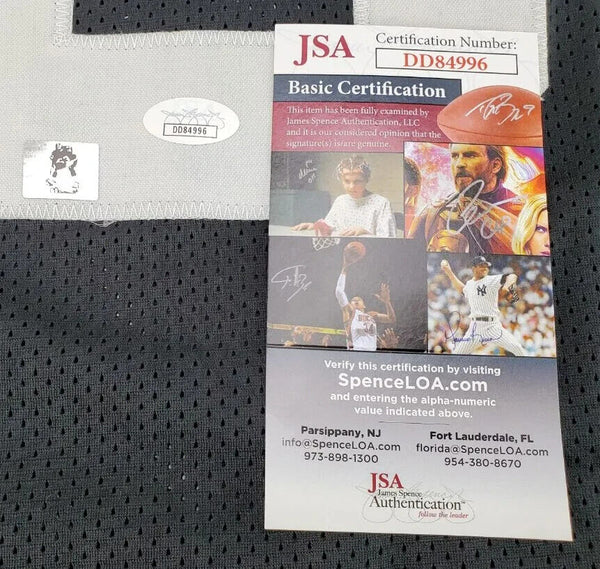 JSA
Certification Number:
DD84996
Basic Certification
This item has been fully examined by
James Spence Authentication, LLC
and it is our considered opinion that the
signature(s) is/are genuine.
DD84996
Verify this certification by visiting
SpenceLOA.com
and entering the alpha-numeric
value indicated above.
Parsippany, NJ
info@SpenceLOA.com
973-898-1300
Fort Lauderdale, FL
florida@SpenceLOA.com
954-380-8670
JSA
James Spence
Authentication
follow the leader